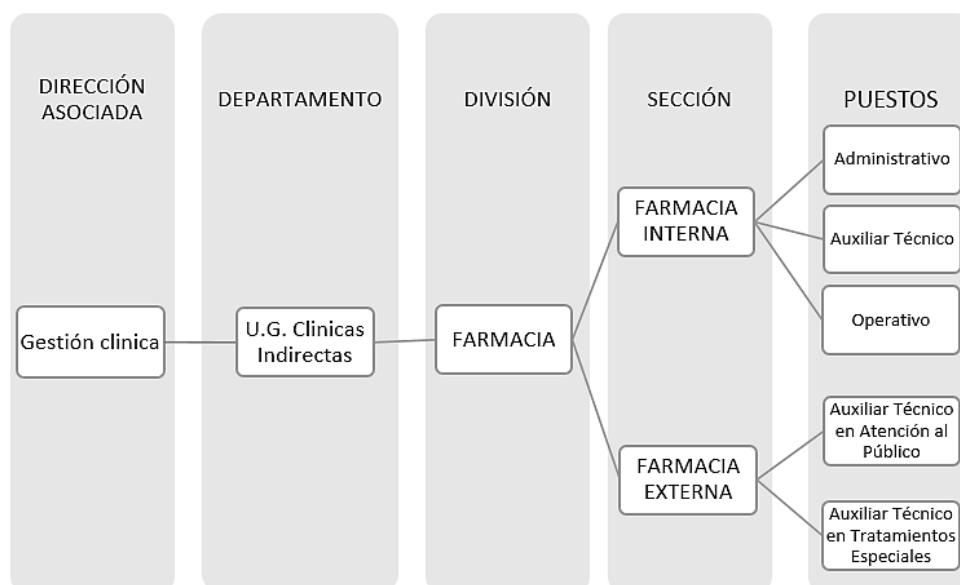 DIRECCIÓN
ASOCIADA
DEPARTAMENTO
DIVISIÓN
SECCIÓN
PUESTOS
Gestión clinica
U.G. Clinicas
Indirectas
FARMACIA
FARMACIA
INTERNA
FARMACIA
EXTERNA
Administrativo
Auxiliar Técnico
Operativo
Auxiliar Técnico
en Atención al
Público
Auxiliar Técnico
en Tratamientos
Especiales